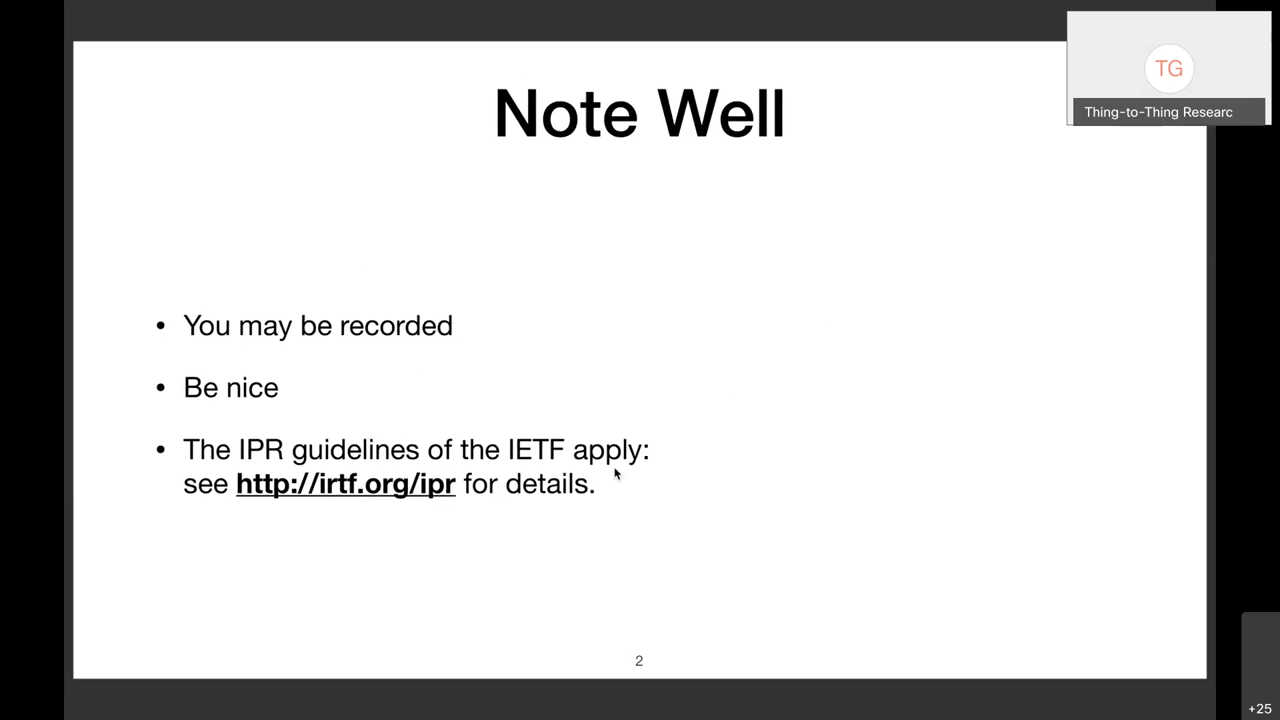 Note Well
TG
Thing-to-Thing Researc
• You may be recorded
• Be nice
• The IPR guidelines of the IETF apply:
see http://irtf.org/ipr for details.
2
+25